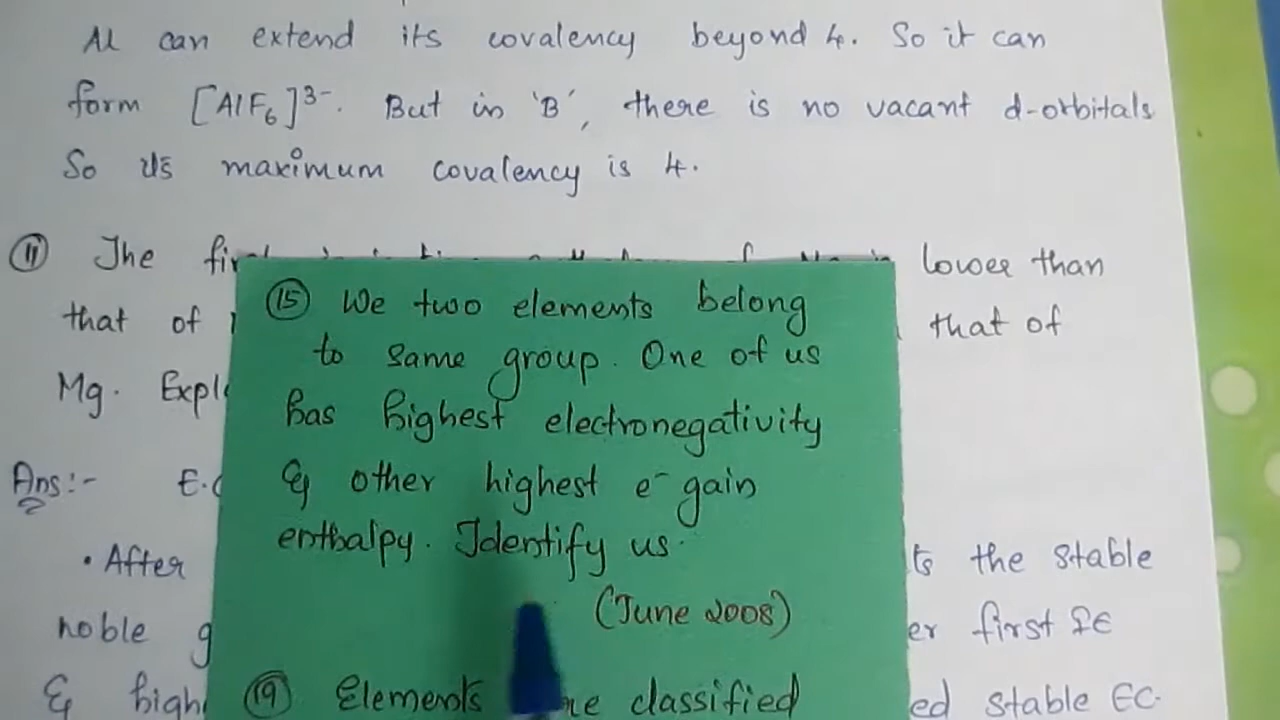 Al can extend its covalency beyond 4. So it can
form [AlF6]3-. But in 'B', there is no vacant d-orbitals
So its maximum covalency is 4.
⑪ The lower than
that of that of
Mg.
Ans:-
• After the stable
noble first IE
& stable EC.
⑮ We two elements belong
to same group. One of us
has highest electronegativity
& other highest e- gain
enthalpy. Identify us.
(June 2008)
⑲ Elements classified